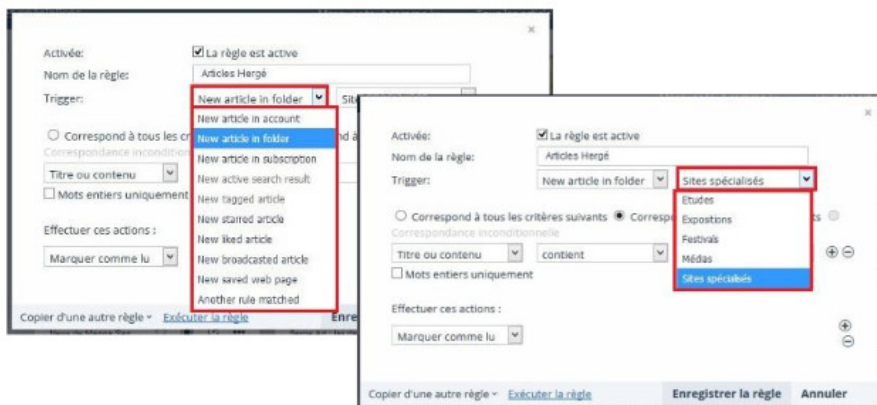 ×
Activée:
La règle est active
Nom de la règle:
Articles Hergé
Trigger:
New article in folder
New article in account
New article in folder
New article in subscription
New active search result
New tagged article
New starred article
New liked article
New broadcasted article
New saved web page
Another rule matched
Correspond à tous les
Titre ou contenu
Mots entiers uniquement
Effectuer ces actions :
Marquer comme lu
Copier d'une autre règle
Exécuter la règle
×
Activée:
La règle est active
Nom de la règle:
Articles Hergé
Trigger:
New article in folder
Sites spécialisés
Etudes
Expostions
Festivals
Médas
Sites spécialisés
Correspond à tous les critères suivants
Correspondance inconditionnelle
Titre ou contenu
contient
Mots entiers uniquement
Effectuer ces actions :
Marquer comme lu
Copier d'une autre règle
Exécuter la règle
Enregistrer la règle
Annuler